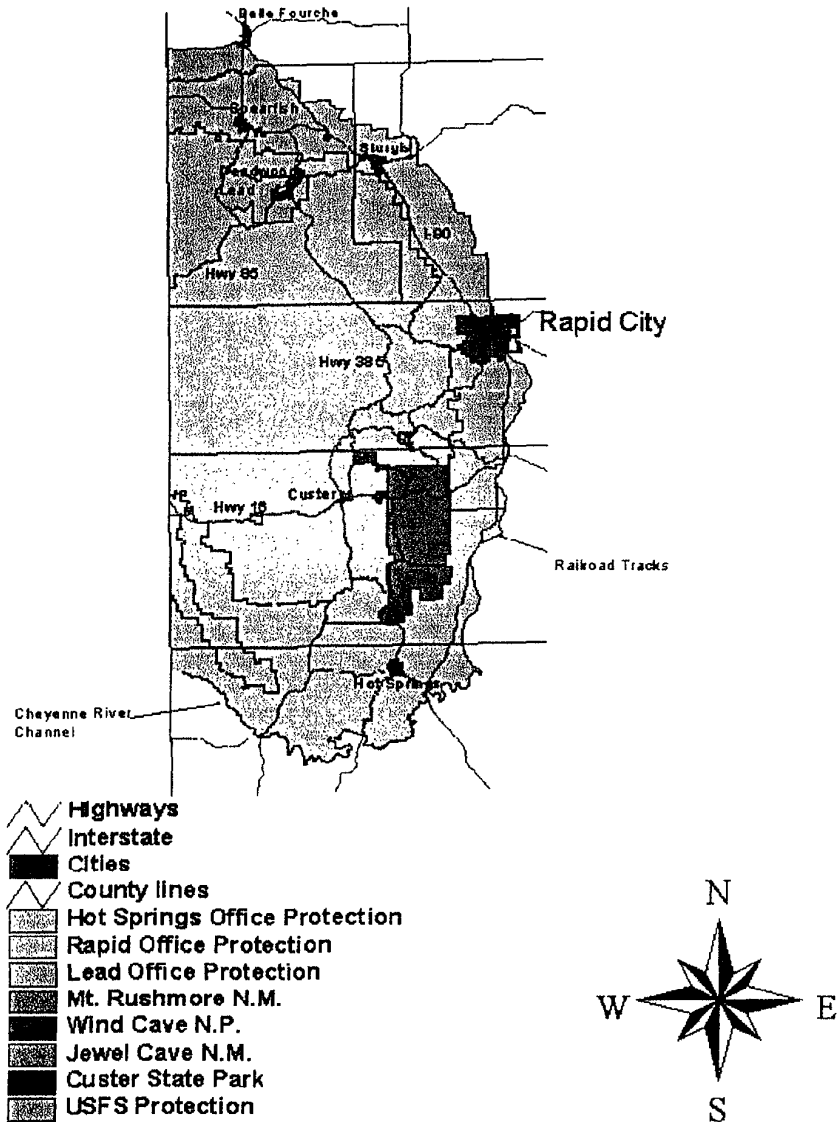 Belle Fourche
Spearfish
Sturgis
Deadwood
Lead
I-90
Hwy 85
Rapid City
Hwy 385
Custer
Hwy 16
Railroad Tracks
Hot Springs
Cheyenne River
Channel
Highways
Interstate
Cities
County lines
Hot Springs Office Protection
Rapid Office Protection
Lead Office Protection
Mt. Rushmore N.M.
Wind Cave N.P.
Jewel Cave N.M.
Custer State Park
USFS Protection
N
W E
S